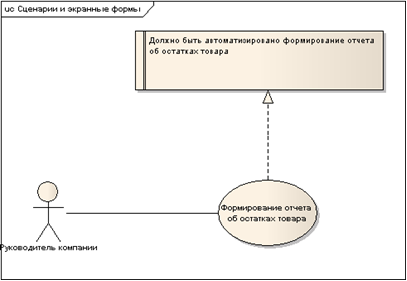 uc Сценарии и экранные формы
Должно быть автоматизировано формирование отчета
об остатках товара
Формирование отчета
об остатках товара
Руководитель компании